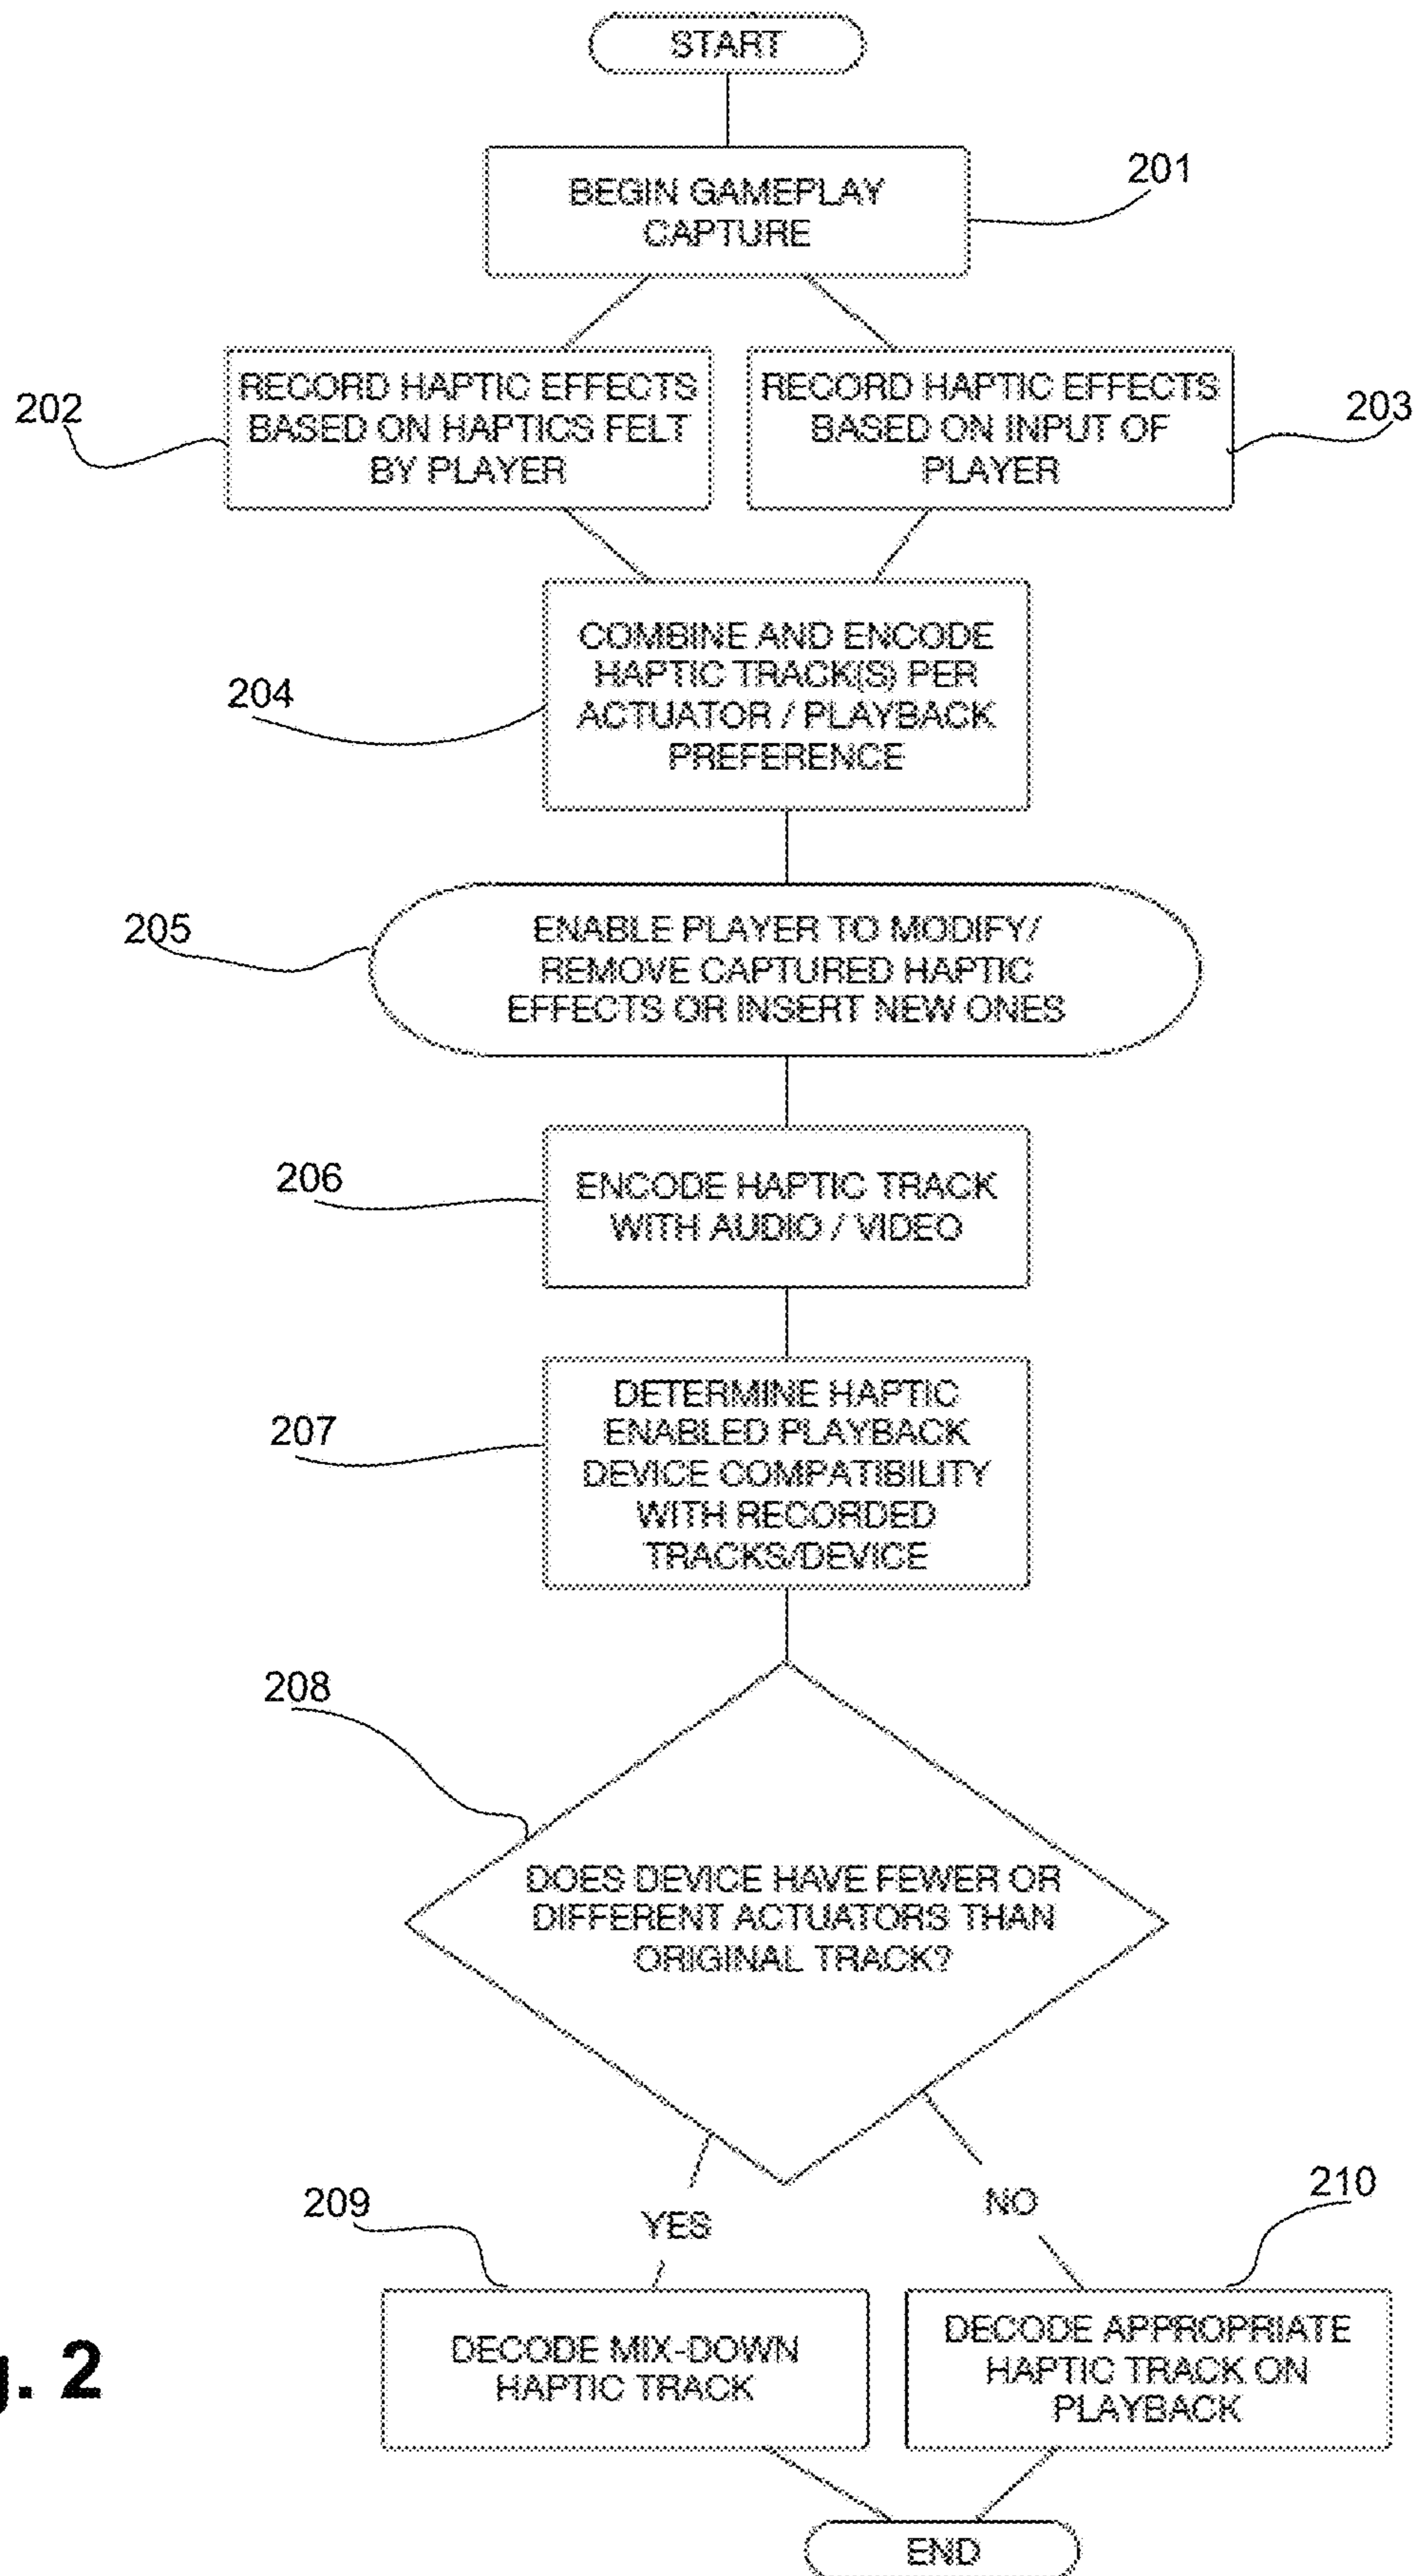 START
BEGIN GAMEPLAY
CAPTURE
201
RECORD HAPTIC EFFECTS
BASED ON HAPTICS FELT
BY PLAYER
202
RECORD HAPTIC EFFECTS
BASED ON INPUT OF
PLAYER
203
COMBINE AND ENCODE
HAPTIC TRACK(S) PER
ACTUATOR / PLAYBACK
PREFERENCE
204
ENABLE PLAYER TO MODIFY/
REMOVE CAPTURED HAPTIC
EFFECTS OR INSERT NEW ONES
205
ENCODE HAPTIC TRACK
WITH AUDIO / VIDEO
206
DETERMINE HAPTIC
ENABLED PLAYBACK
DEVICE COMPATIBILITY
WITH RECORDED
TRACKS/DEVICE
207
208
DOES DEVICE HAVE FEWER OR
DIFFERENT ACTUATORS THAN
ORIGINAL TRACK?
YES
NO
209
DECODE MIX-DOWN
HAPTIC TRACK
210
DECODE APPROPRIATE
HAPTIC TRACK ON
PLAYBACK
END
g. 2